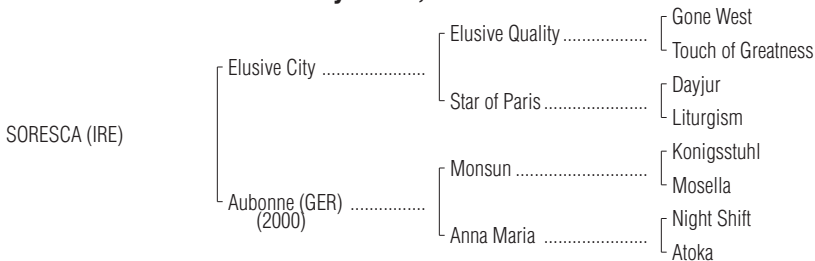 Gone West
Elusive Quality ..................
Touch of Greatness
Elusive City ......................
Dayjur
Star of Paris ......................
Liturgism
SORESCA (IRE)
Konigsstuhl
Monsun ............................
Mosella
Aubonne (GER) ................
(2000)
Night Shift
Anna Maria ......................
Atoka